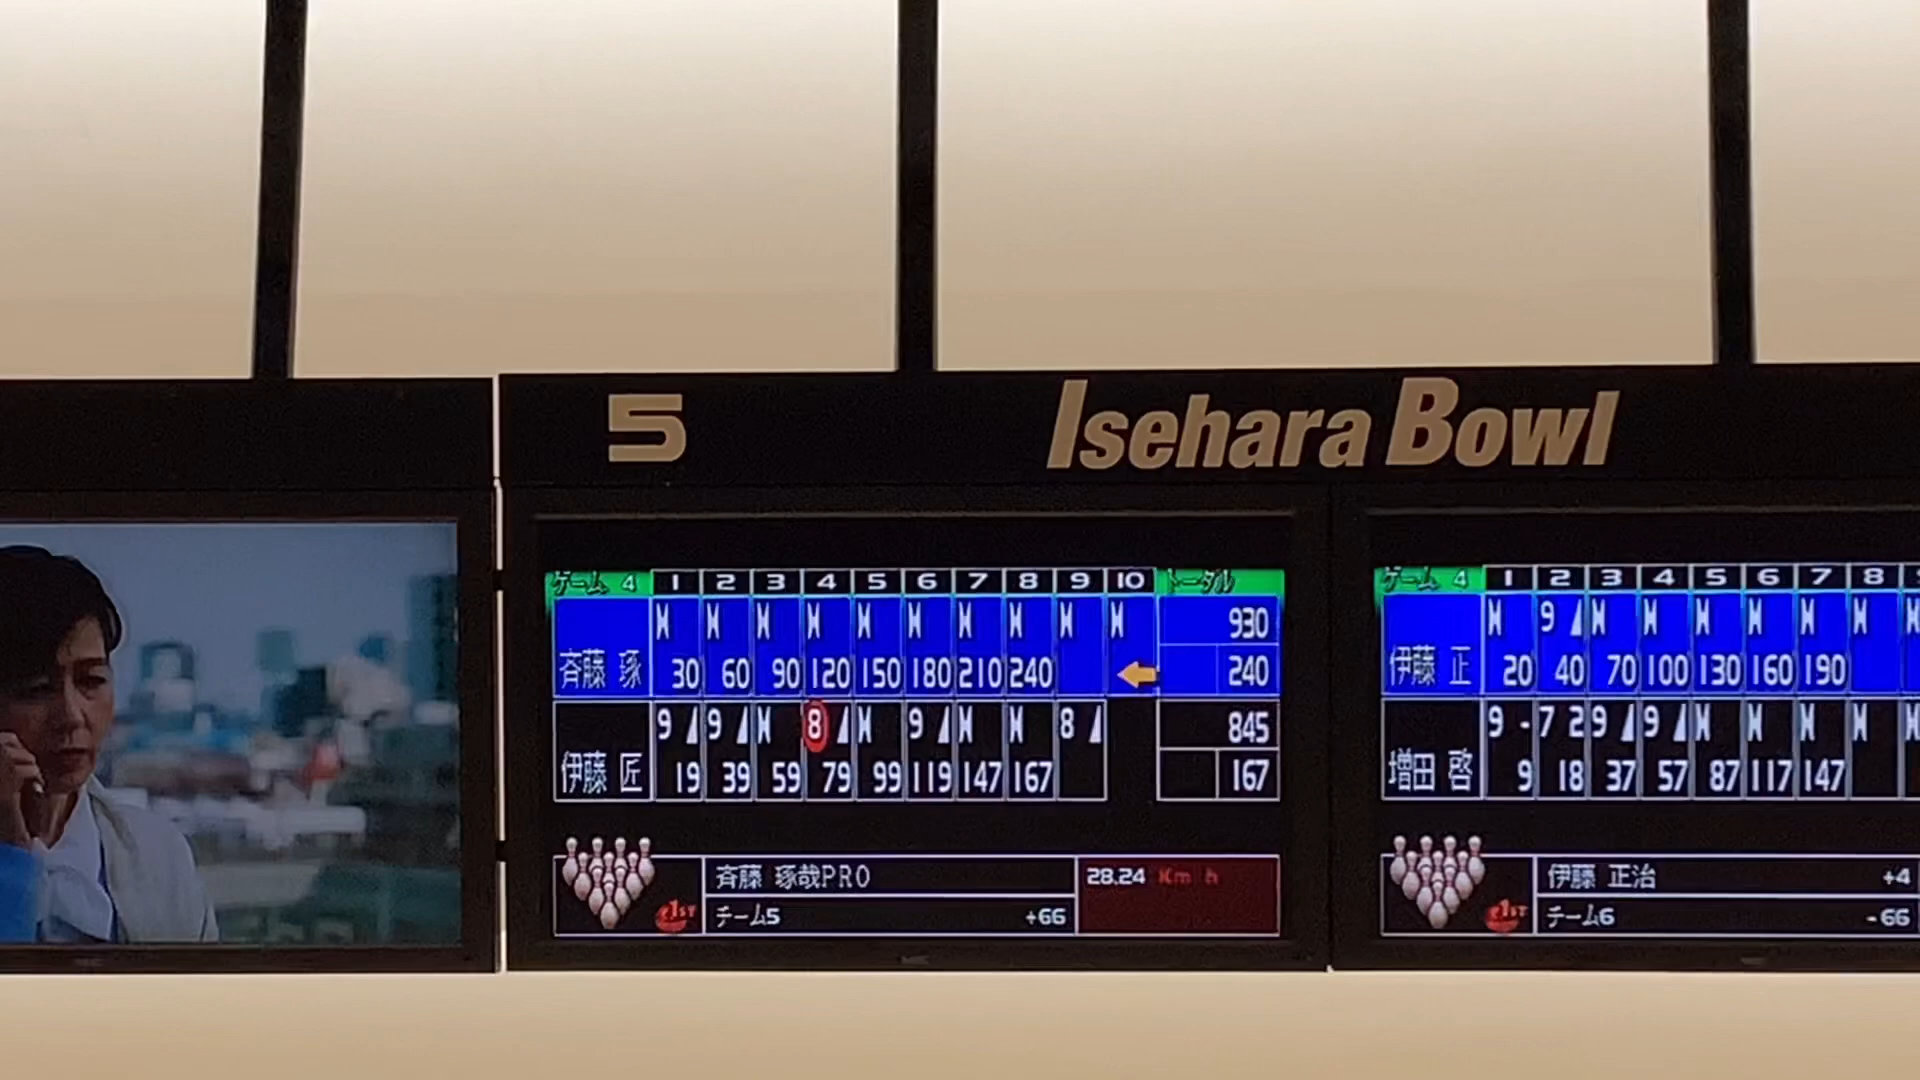 5
Isehara Bowl
ゲーム 4 1 2 3 4 5 6 7 8 9 10 トータル
930
斉藤 琢 30 60 90 120 150 180 210 240 240
9 9 8 9 8 845
伊藤 匠 19 39 59 79 99 119 147 167 167
斉藤 琢哉PRO 28.24 Km h
1ST チーム5 +66
ゲーム 4 1 2 3 4 5 6 7 8
9
伊藤 正 20 40 70 100 130 160 190
9 - 7 2 9 9
増田 啓 9 18 37 57 87 117 147
伊藤 正治 +4
1ST チーム6 -66